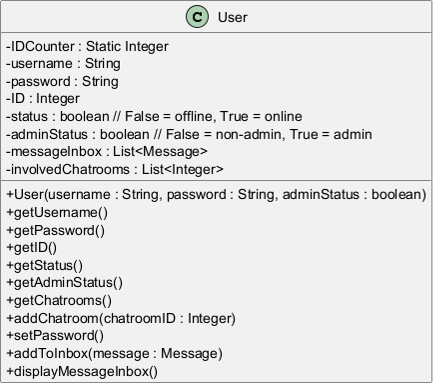 C User
-IDCounter : Static Integer
-username : String
-password : String
-ID : Integer
-status : boolean // False = offline, True = online
-adminStatus : boolean // False = non-admin, True = admin
-messageInbox : List<Message>
-involvedChatrooms : List<Integer>
+User(username : String, password : String, adminStatus : boolean)
+getUsername()
+getPassword()
+getID()
+getStatus()
+getAdminStatus()
+getChatrooms()
+addChatroom(chatroomID : Integer)
+setPassword()
+addToInbox(message : Message)
+displayMessageInbox()